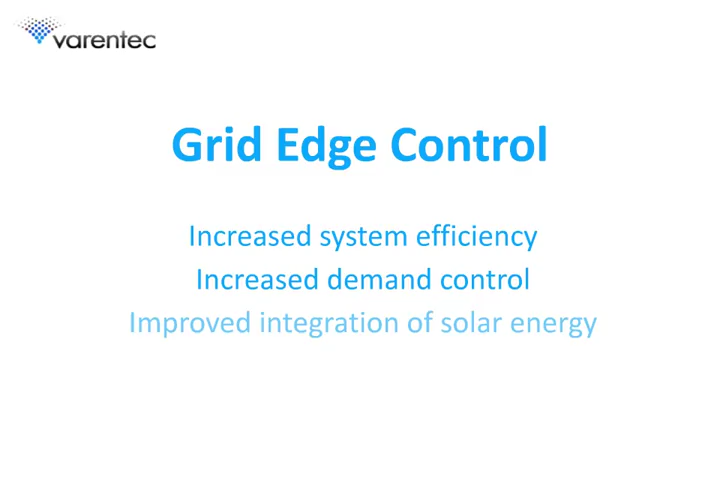 varentec
Grid Edge Control
Increased system efficiency
Increased demand control
Improved integration of solar energy